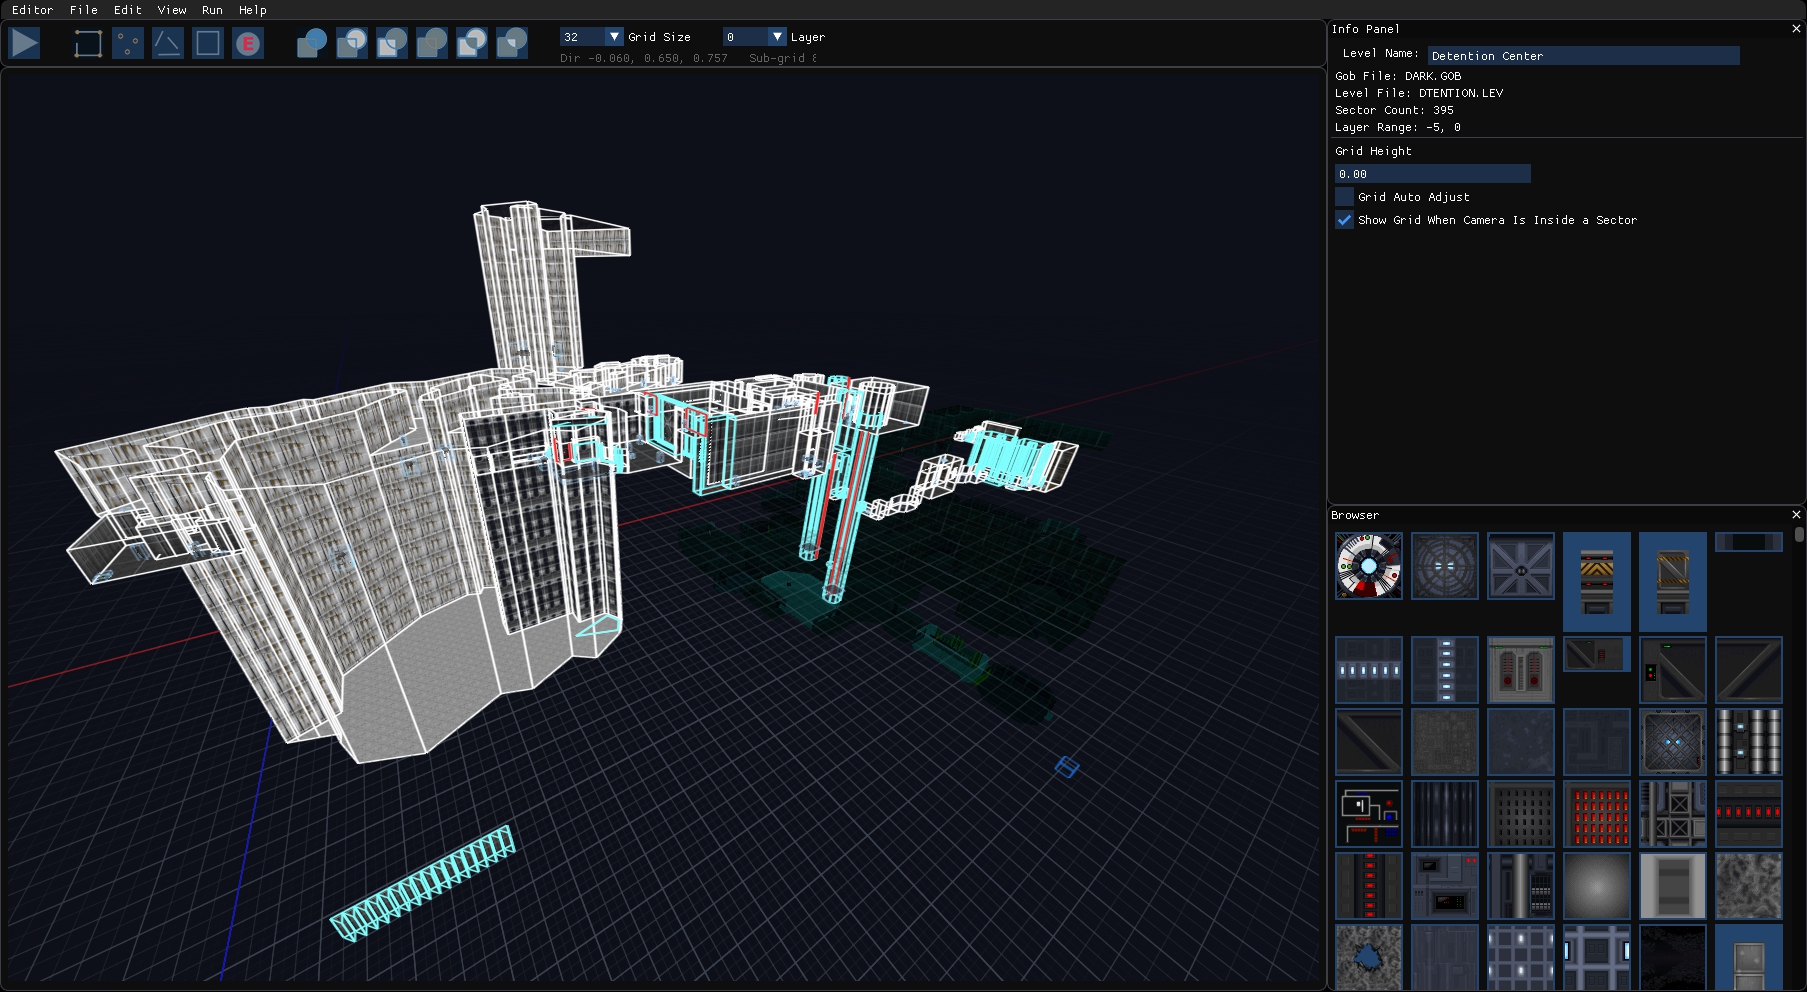 Editor File Edit View Run Help
E
32 Grid Size 0 Layer
Dir -0.060, 0.650, 0.757 Sub-grid
Info Panel
Level Name: Detention Center
Gob File: DARK.GOB
Level File: DTENTION.LEV
Sector Count: 395
Layer Range: -5, 0
Grid Height
0.00
Grid Auto Adjust
Show Grid When Camera Is Inside a Sector
Browser